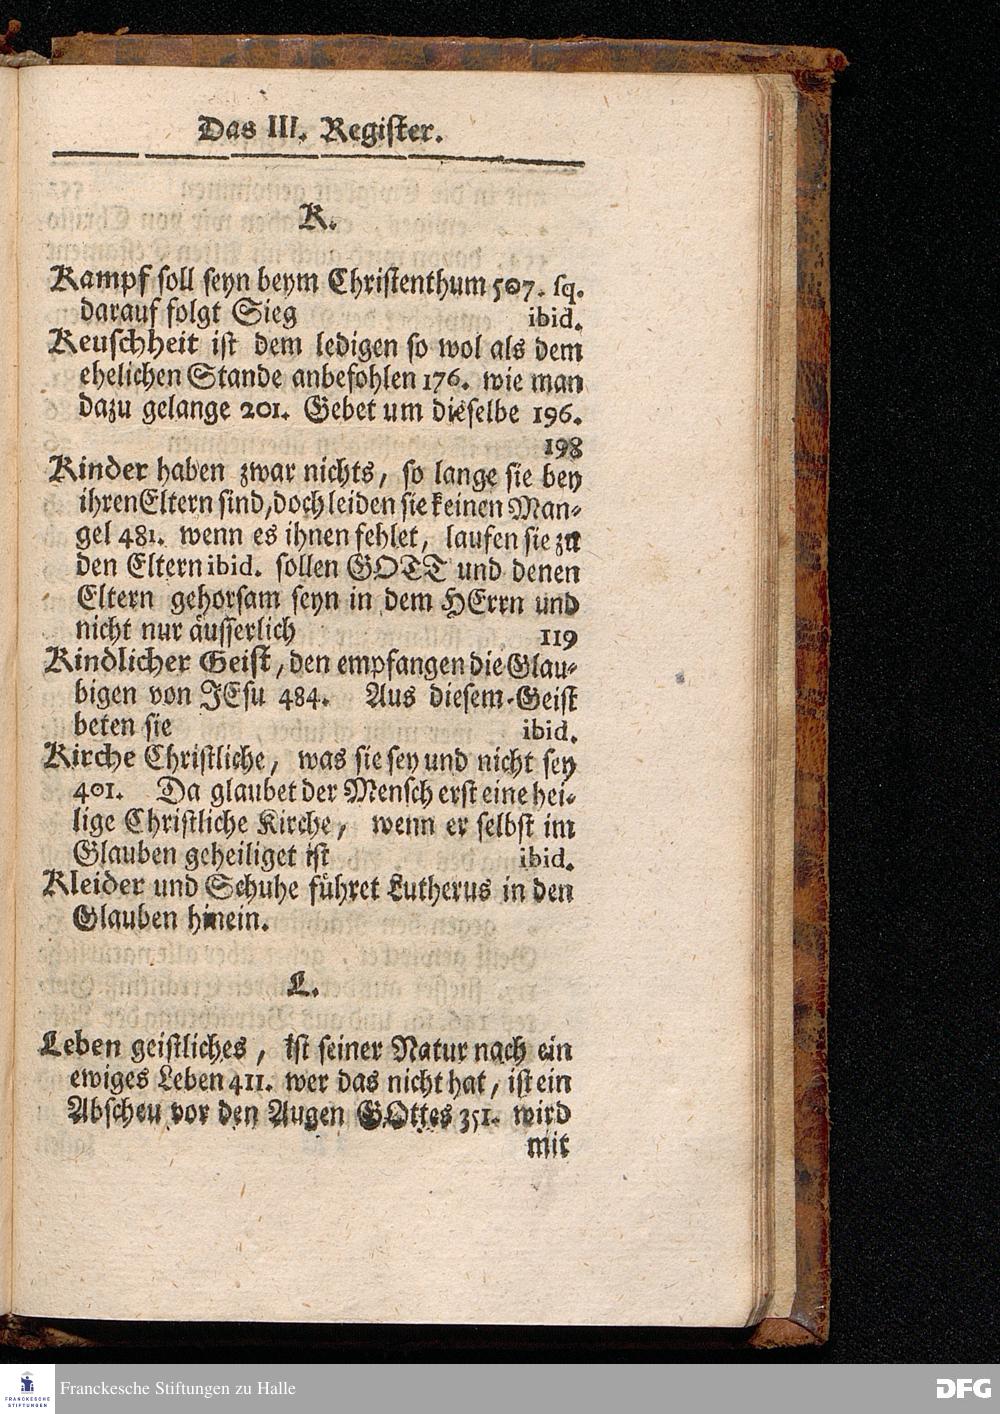 Das III. Register.
K.
Kampf soll seyn beym Christenthum 507. sq.
darauf folgt Sieg ibid.
Keuschheit ist dem ledigen so wol als dem
ehelichen Stande anbefohlen 176. wie man
dazu gelange 201. Gebet um dieselbe 196.
198
Kinder haben zwar nichts, so lange sie bey
ihren Eltern sind, doch leiden sie keinen Man-
gel 481. wenn es ihnen fehlet, laufen sie zu
den Eltern ibid. sollen GOTT und denen
Eltern gehorsam seyn in dem HErrn und
nicht nur äusserlich 119
Kindlicher Geist, den empfangen die Glau-
bigen von JEsu 484. Aus diesem Geist
beten sie ibid.
Kirche Christliche, was sie sey und nicht sey
401. Da glaubet der Mensch erst eine hei-
lige Christliche Kirche, wenn er selbst im
Glauben geheiliget ist ibid.
Kleider und Schuhe führet Lutherus in den
Glauben hinein.
L.
Leben geistliches, ist seiner Natur nach ein
ewiges Leben 411. wer das nicht hat, ist ein
Abscheu vor den Augen GOttes 351. wird
mit
FRANCKESCHE
STIFTUNGEN
Franckesche Stiftungen zu Halle
DFG